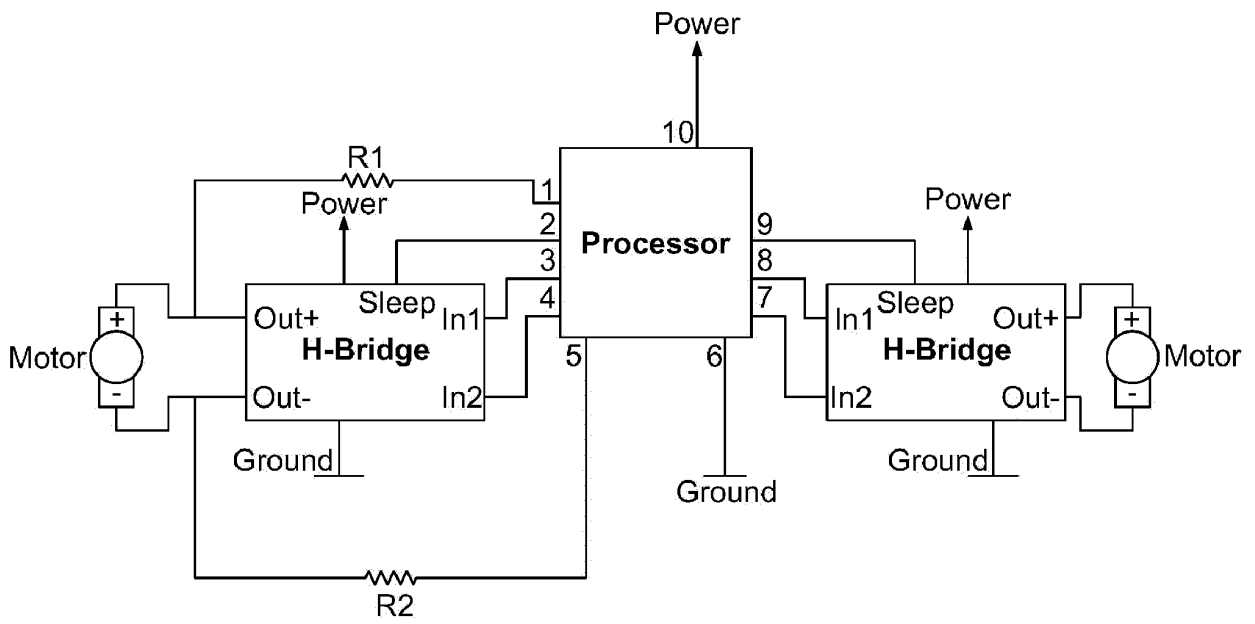 Power
10
R1
1
Power
2
Processor
9
Power
3
8
Sleep
4
7
Sleep
Out+
In1
In1
Out+
+
H-Bridge
H-Bridge
+
Motor
5
6
Motor
-
Out-
In2
In2
Out-
-
Ground
Ground
Ground
R2